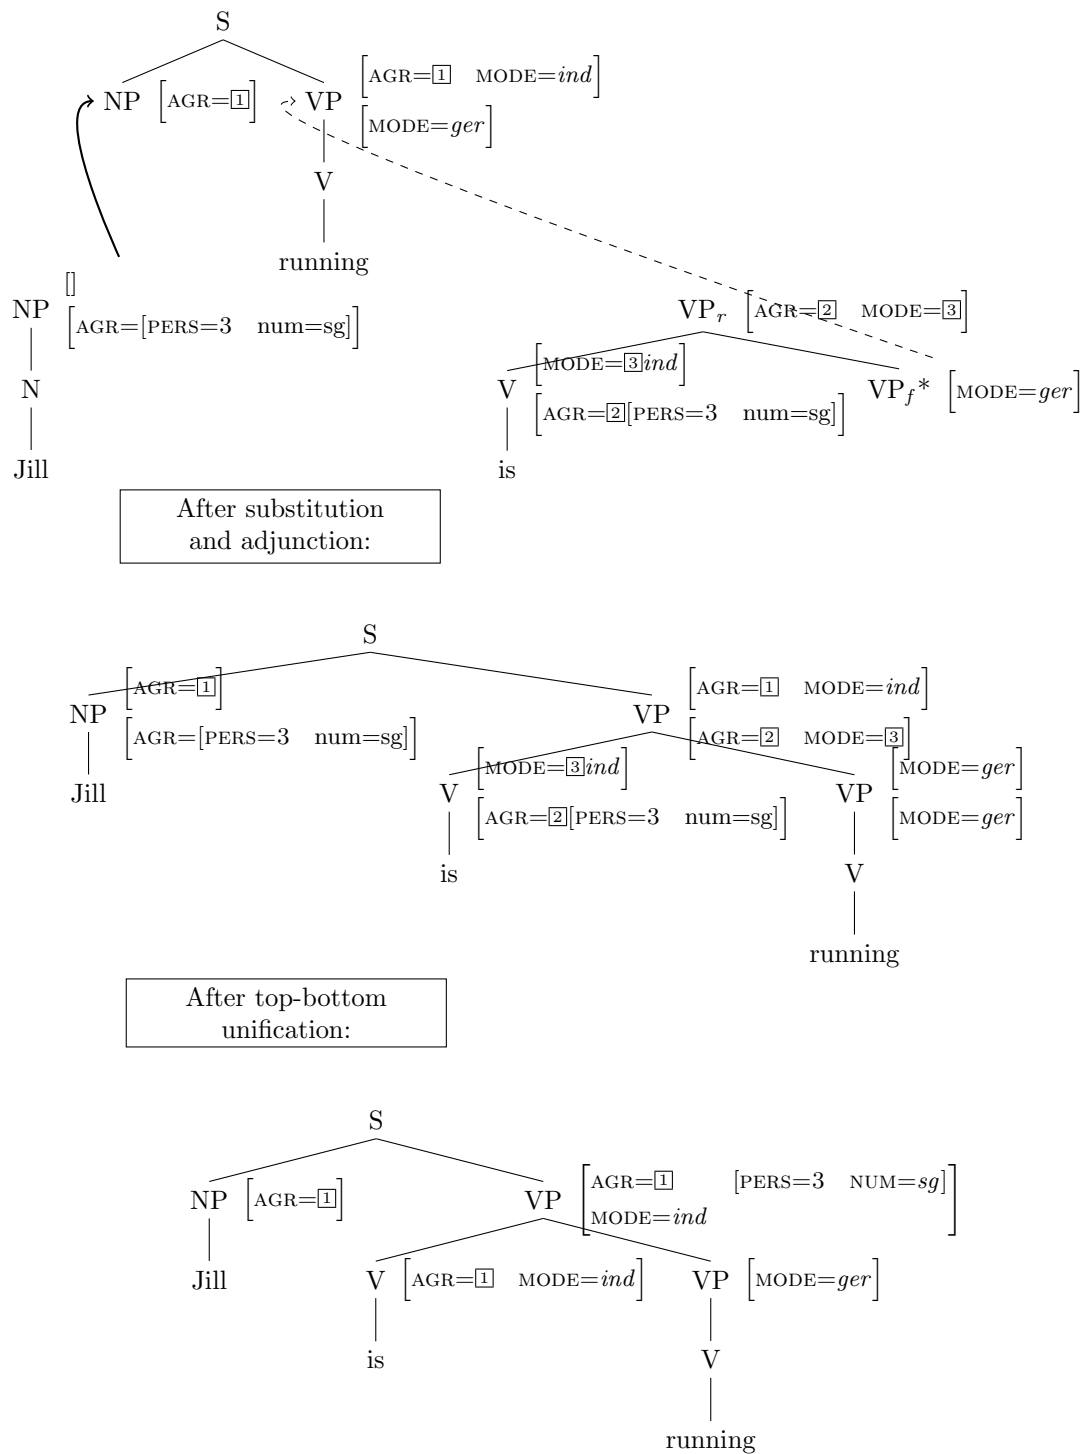 S
[AGR=1 MODE=ind]
NP [AGR=1] VP
[MODE=ger]
V
running
[]
NP
[AGR=[PERS=3 num=sg]]
N
Jill
VPr [AGR=2 MODE=3]
[MODE=3ind]
V VPf* [MODE=ger]
[AGR=2[PERS=3 num=sg]]
is
After substitution
and adjunction:
S
[AGR=1] [AGR=1 MODE=ind]
NP VP
[AGR=[PERS=3 num=sg]] [AGR=2 MODE=3]
Jill
[MODE=3ind] [MODE=ger]
V VP
[AGR=2[PERS=3 num=sg]] [MODE=ger]
is
V
running
After top-bottom
unification:
S
NP [AGR=1] VP [AGR=1 [PERS=3 NUM=sg]
MODE=ind]
Jill V [AGR=1 MODE=ind] VP [MODE=ger]
is V
running